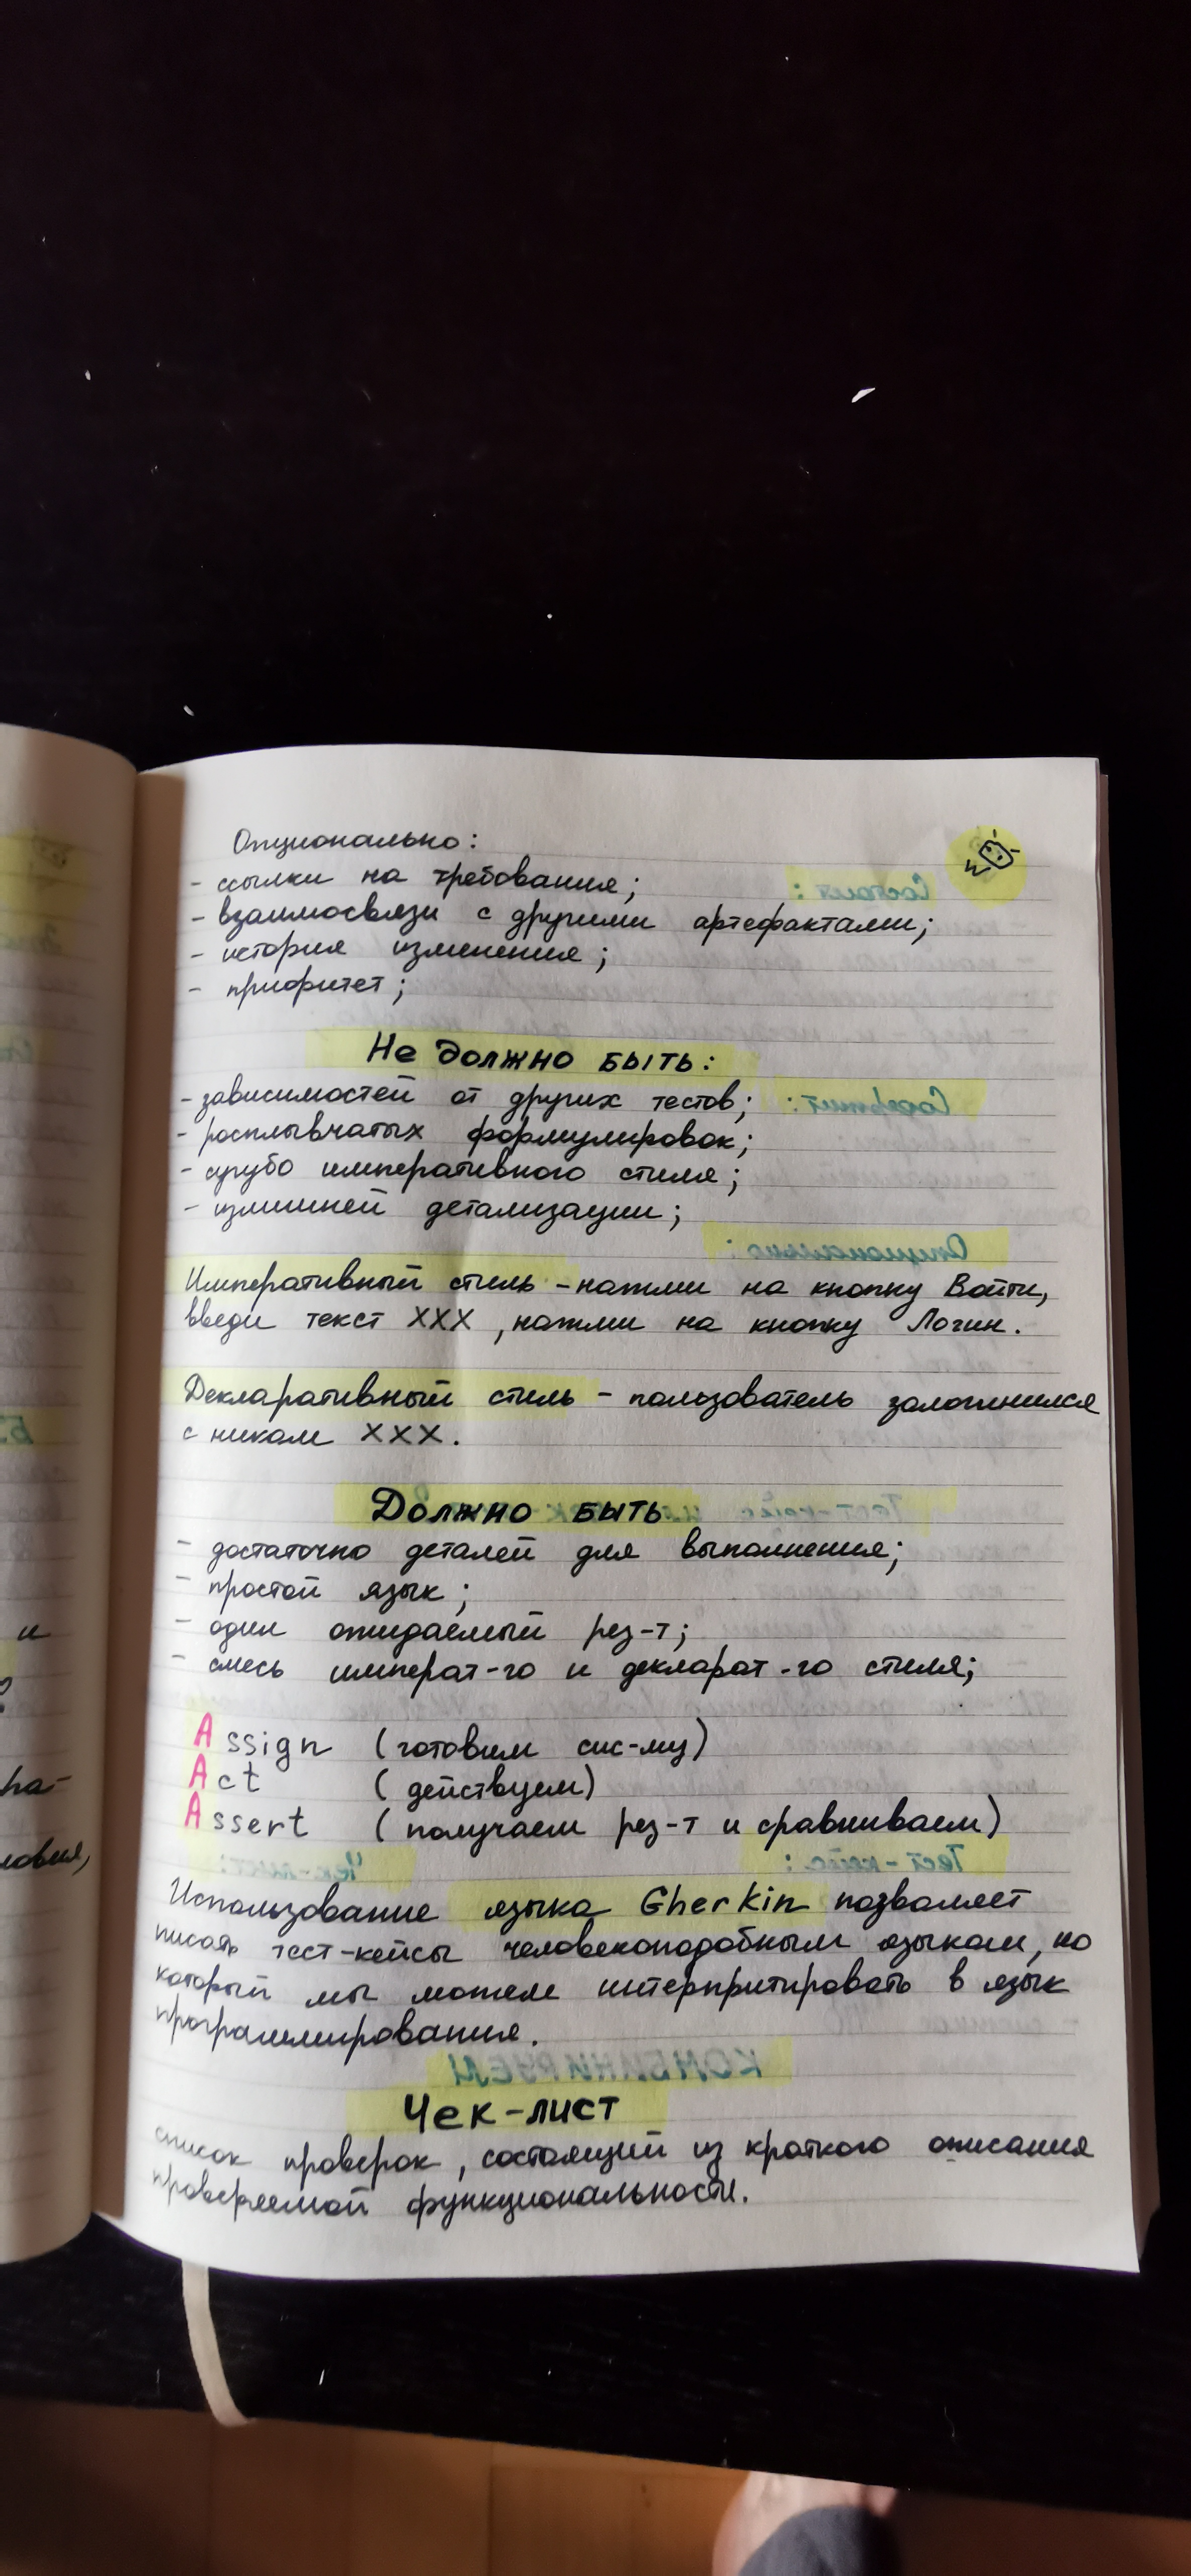 Опционально:
- ссылки на требования;
- взаимосвязи с другими артефактами;
- история изменения;
- приоритет;
Не должно быть:
- зависимостей от других тестов;
- расплывчатых формулировок;
- сугубо императивного стиля;
- излишней детализации;
Императивный стиль - нажми на кнопку Войти,
введи текст XXX, нажми на кнопку Логин.
Декларативный стиль - пользователь залогинился
с ником XXX.
Должно быть
- достаточно деталей для выполнения;
- простой язык;
- один ожидаемый рез-т;
- смесь императ-го и декларат-го стиля;
Assign (готовим сис-му)
Act (действуем)
Assert (получаем рез-т и сравниваем)
Использование языка Gherkin позволяет
писать тест-кейсы человекоподобным языком, но
который мы можем интерпритировать в язык
программирования.
Чек-лист
список проверок, состоящий из краткого описания
проверяемой функциональности.